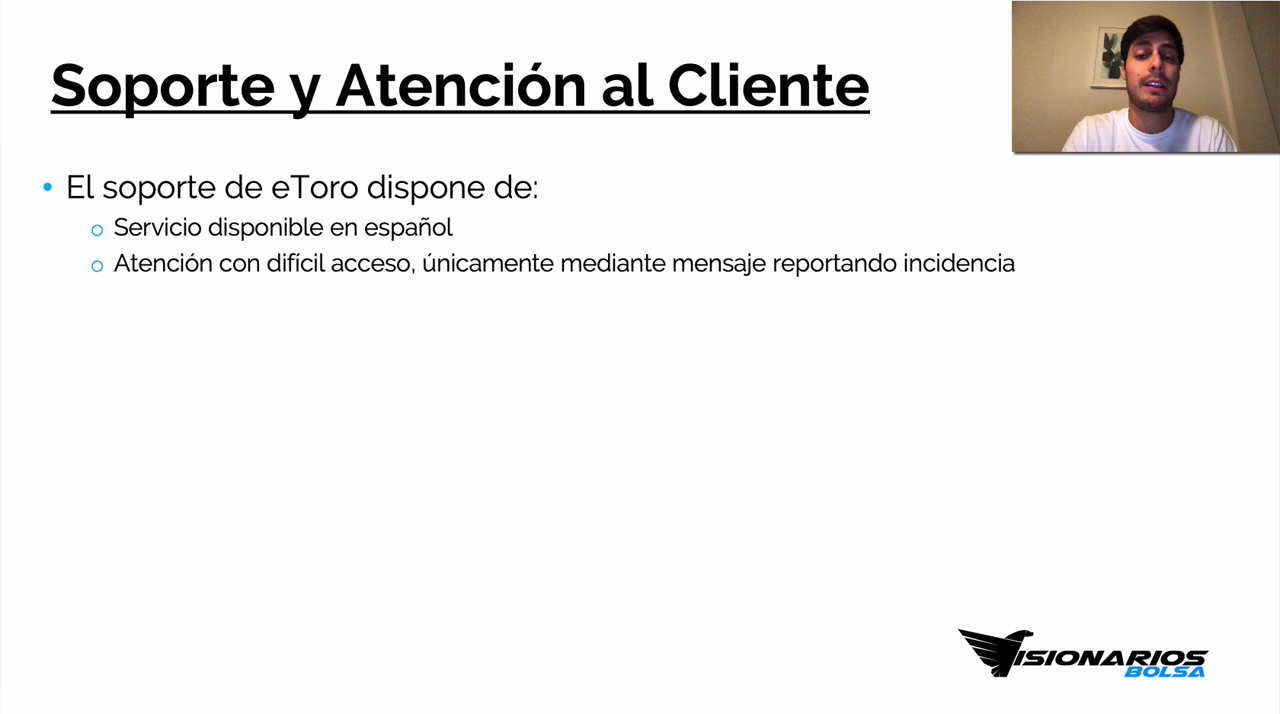 Soporte y Atención al Cliente
• El soporte de eToro dispone de:
o Servicio disponible en español
o Atención con difícil acceso, únicamente mediante mensaje reportando incidencia
VISIONARIOS
BOLSA